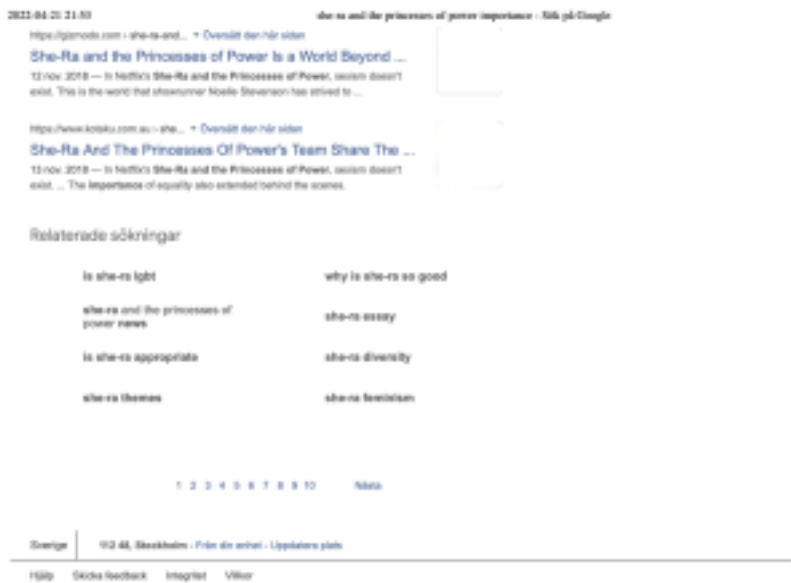 2022-04-21 21:53
she-ra and the princesses of power importance - Sök på Google
https://gizmodo.com › she-ra-and... ▾ Översätt den här sidan
She-Ra and the Princesses of Power Is a World Beyond ...
12 nov. 2018 — In Netflix's She-Ra and the Princesses of Power, sexism doesn't
exist. This is the world that showrunner Noelle Stevenson has strived to ...
https://www.kotaku.com.au › she... ▾ Översätt den här sidan
She-Ra And The Princesses Of Power's Team Share The ...
13 nov. 2018 — In Netflix's She-Ra and the Princesses of Power, sexism doesn't
exist. ... The importance of equality also extended behind the scenes.
Relaterade sökningar
is she-ra lgbt
why is she-ra so good
she-ra and the princesses of
power news
she-ra essay
is she-ra appropriate
she-ra diversity
she-ra themes
she-ra feminism
1 2 3 4 5 6 7 8 9 10 Nästa
Sverige
112 48, Stockholm - Från din enhet - Uppdatera plats
Hjälp Skicka feedback Integritet Villkor